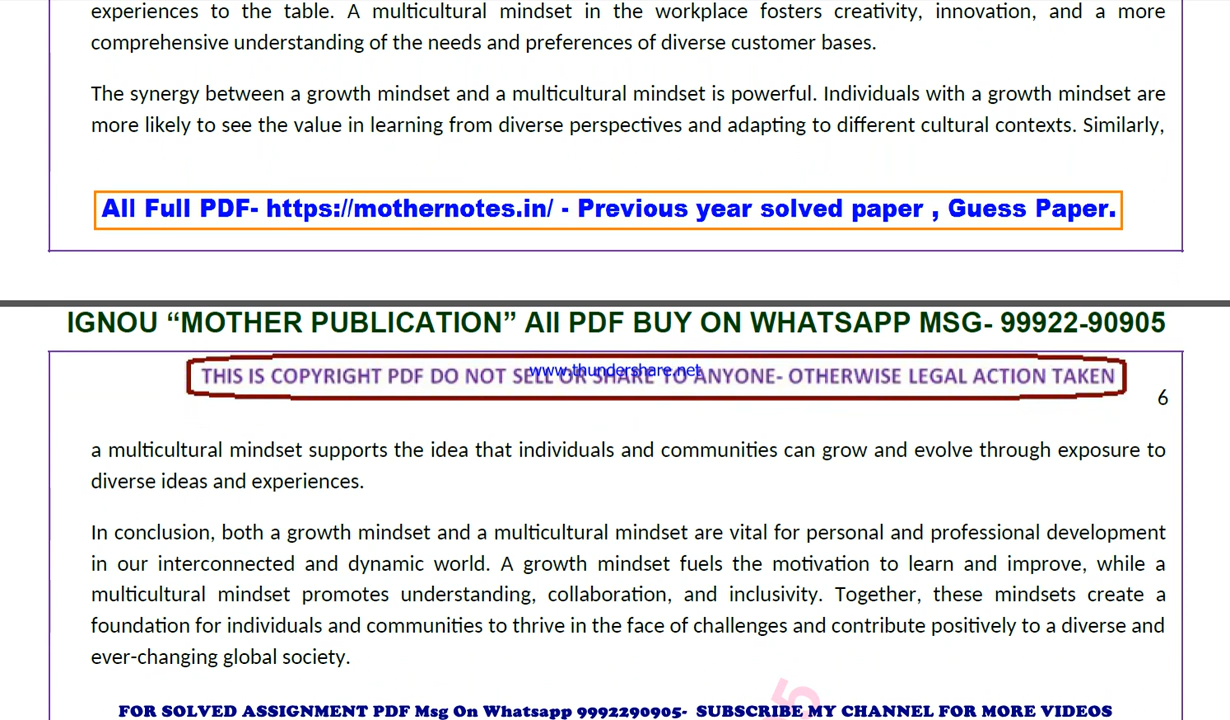 experiences to the table. A multicultural mindset in the workplace fosters creativity, innovation, and a more
comprehensive understanding of the needs and preferences of diverse customer bases.
The synergy between a growth mindset and a multicultural mindset is powerful. Individuals with a growth mindset are
more likely to see the value in learning from diverse perspectives and adapting to different cultural contexts. Similarly,
All Full PDF- https://mothernotes.in/ - Previous year solved paper , Guess Paper.
IGNOU “MOTHER PUBLICATION” All PDF BUY ON WHATSAPP MSG- 99922-90905
THIS IS COPYRIGHT PDF DO NOT SELL OR SHARE TO ANYONE- OTHERWISE LEGAL ACTION TAKEN
www.thundershare.net
6
a multicultural mindset supports the idea that individuals and communities can grow and evolve through exposure to
diverse ideas and experiences.
In conclusion, both a growth mindset and a multicultural mindset are vital for personal and professional development
in our interconnected and dynamic world. A growth mindset fuels the motivation to learn and improve, while a
multicultural mindset promotes understanding, collaboration, and inclusivity. Together, these mindsets create a
foundation for individuals and communities to thrive in the face of challenges and contribute positively to a diverse and
ever-changing global society.
5
FOR SOLVED ASSIGNMENT PDF Msg On Whatsapp 9992290905- SUBSCRIBE MY CHANNEL FOR MORE VIDEOS